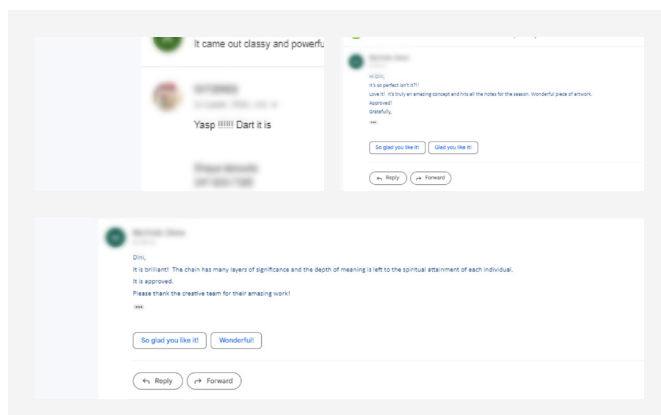 It came out classy and powerfu
Yasp !!!!!! Dart it is
Hi Dini,
It's so perfect isn't it?!!
Love it! It's truly an amazing concept and hits all the notes for the season. Wonderful piece of artwork.
Approved!
Gratefully,
So glad you like it! Glad you like it!
Reply Forward
Dini,
It is brilliant! The chain has many layers of significance and the depth of meaning is left to the spiritual attainment of each individual.
It is approved.
Please thank the creative team for their amazing work!
So glad you like it! Wonderful!
Reply Forward